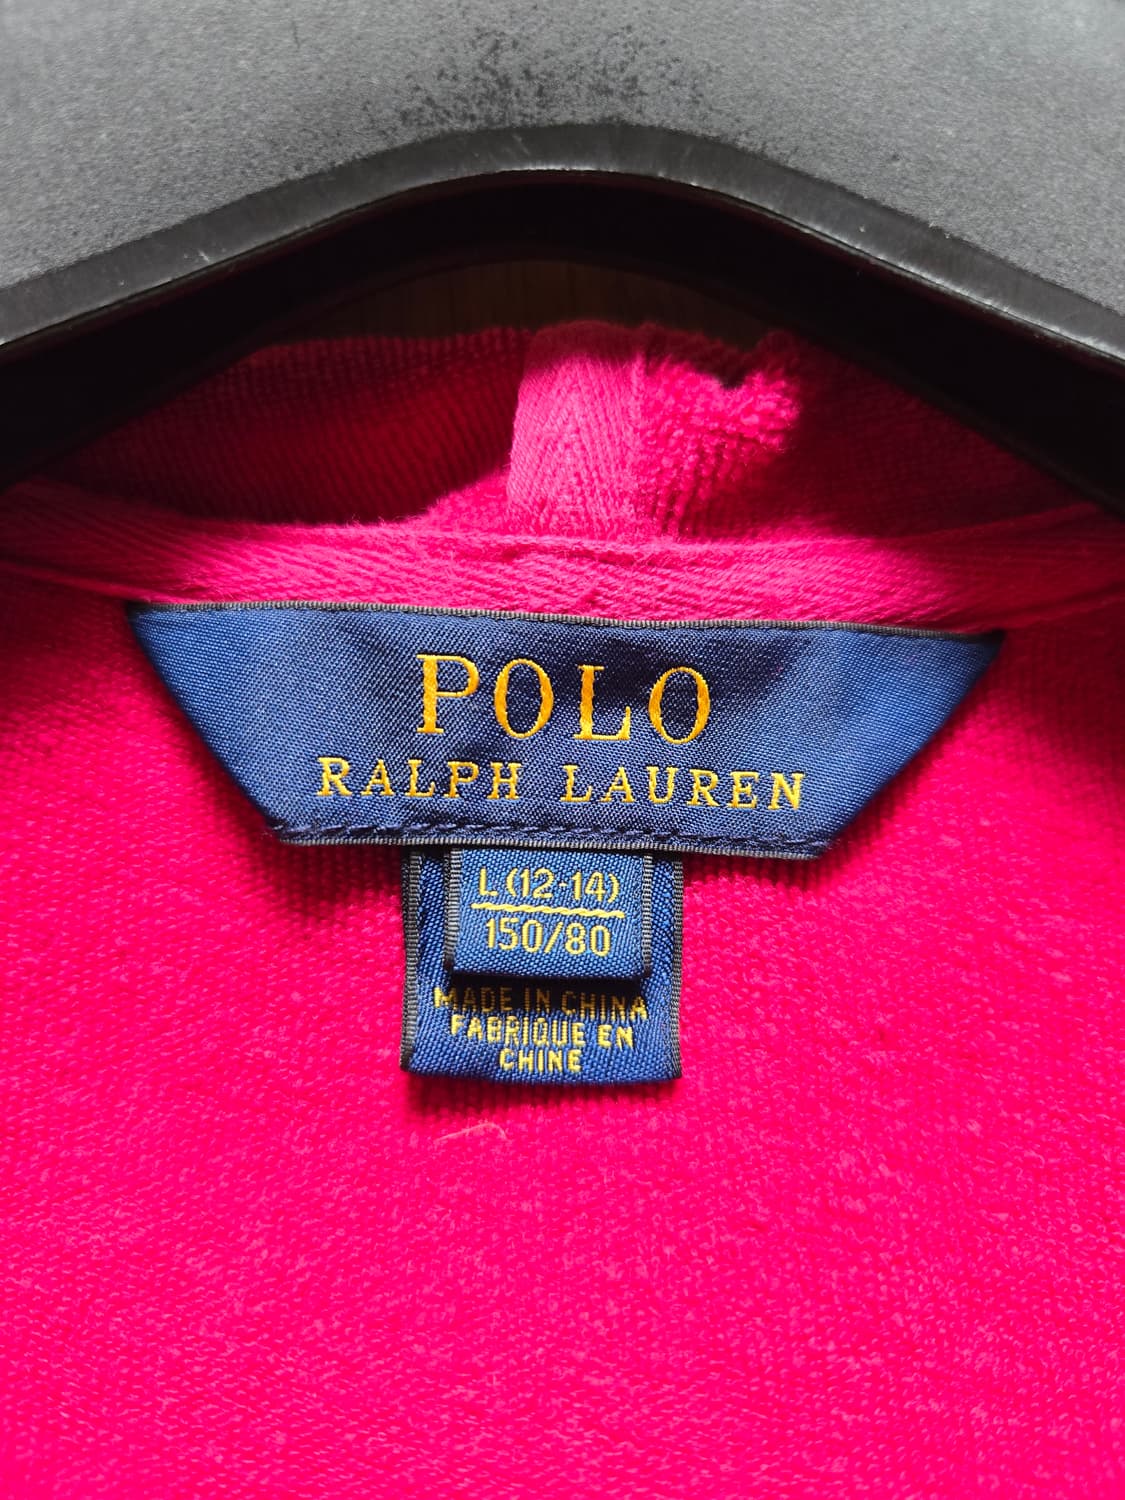 POLO
RALPH LAUREN
L (12-14)
150/80
MADE IN CHINA
FABRIQUE EN
CHINE